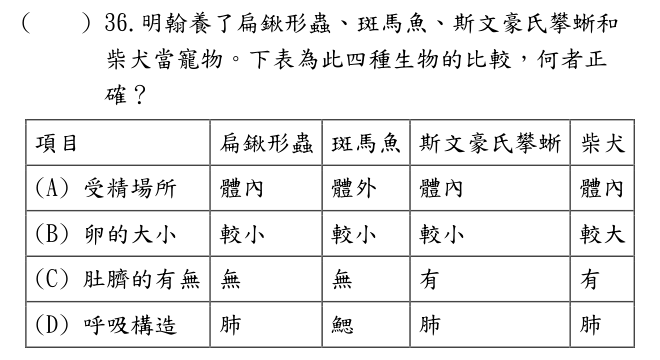 (　　)36.明翰養了扁鍬形蟲、斑馬魚、斯文豪氏攀蜥和
柴犬當寵物。下表為此四種生物的比較，何者正
確？
項目 扁鍬形蟲 斑馬魚 斯文豪氏攀蜥 柴犬
(A) 受精場所 體內 體外 體內 體內
(B) 卵的大小 較小 較小 較小 較大
(C) 肚臍的有無 無 無 有 有
(D) 呼吸構造 肺 鰓 肺 肺